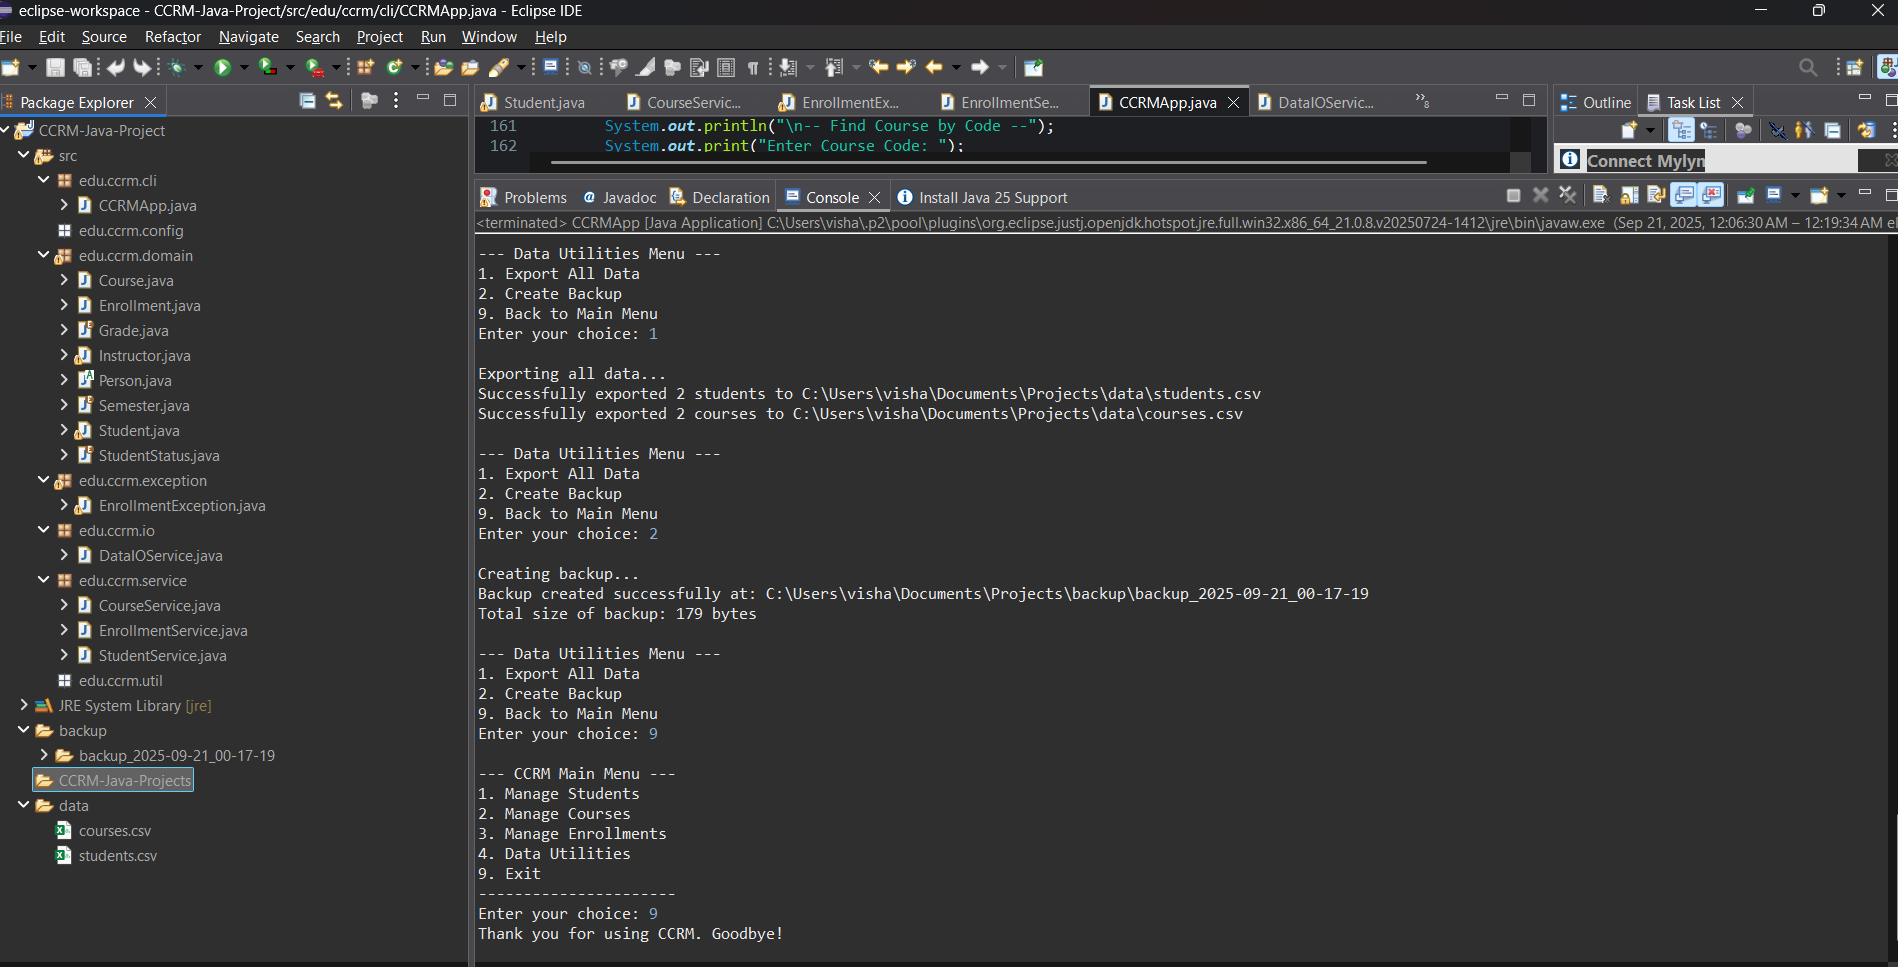 eclipse-workspace - CCRM-Java-Project/src/edu/ccrm/cli/CCRMApp.java - Eclipse IDE
File Edit Source Refactor Navigate Search Project Run Window Help
Package Explorer
CCRM-Java-Project
src
edu.ccrm.cli
CCRMApp.java
edu.ccrm.config
edu.ccrm.domain
Course.java
Enrollment.java
Grade.java
Instructor.java
Person.java
Semester.java
Student.java
StudentStatus.java
edu.ccrm.exception
EnrollmentException.java
edu.ccrm.io
DataIOService.java
edu.ccrm.service
CourseService.java
EnrollmentService.java
StudentService.java
edu.ccrm.util
JRE System Library [jre]
backup
backup_2025-09-21_00-17-19
CCRM-Java-Projects
data
courses.csv
students.csv
Student.java CourseServic... EnrollmentEx... EnrollmentSe... CCRMApp.java DataIOServic... »8
161 System.out.println("\n-- Find Course by Code --");
162 System.out.print("Enter Course Code: ");
Outline Task List
Connect Mylyn
Problems @ Javadoc Declaration Console Install Java 25 Support
<terminated> CCRMApp [Java Application] C:\Users\visha\.p2\pool\plugins\org.eclipse.justj.openjdk.hotspot.jre.full.win32.x86_64_21.0.8.v20250724-1412\jre\bin\javaw.exe (Sep 21, 2025, 12:06:30 AM – 12:19:34 AM el
--- Data Utilities Menu ---
1. Export All Data
2. Create Backup
9. Back to Main Menu
Enter your choice: 1
Exporting all data...
Successfully exported 2 students to C:\Users\visha\Documents\Projects\data\students.csv
Successfully exported 2 courses to C:\Users\visha\Documents\Projects\data\courses.csv
--- Data Utilities Menu ---
1. Export All Data
2. Create Backup
9. Back to Main Menu
Enter your choice: 2
Creating backup...
Backup created successfully at: C:\Users\visha\Documents\Projects\backup\backup_2025-09-21_00-17-19
Total size of backup: 179 bytes
--- Data Utilities Menu ---
1. Export All Data
2. Create Backup
9. Back to Main Menu
Enter your choice: 9
--- CCRM Main Menu ---
1. Manage Students
2. Manage Courses
3. Manage Enrollments
4. Data Utilities
9. Exit
----------------------
Enter your choice: 9
Thank you for using CCRM. Goodbye!